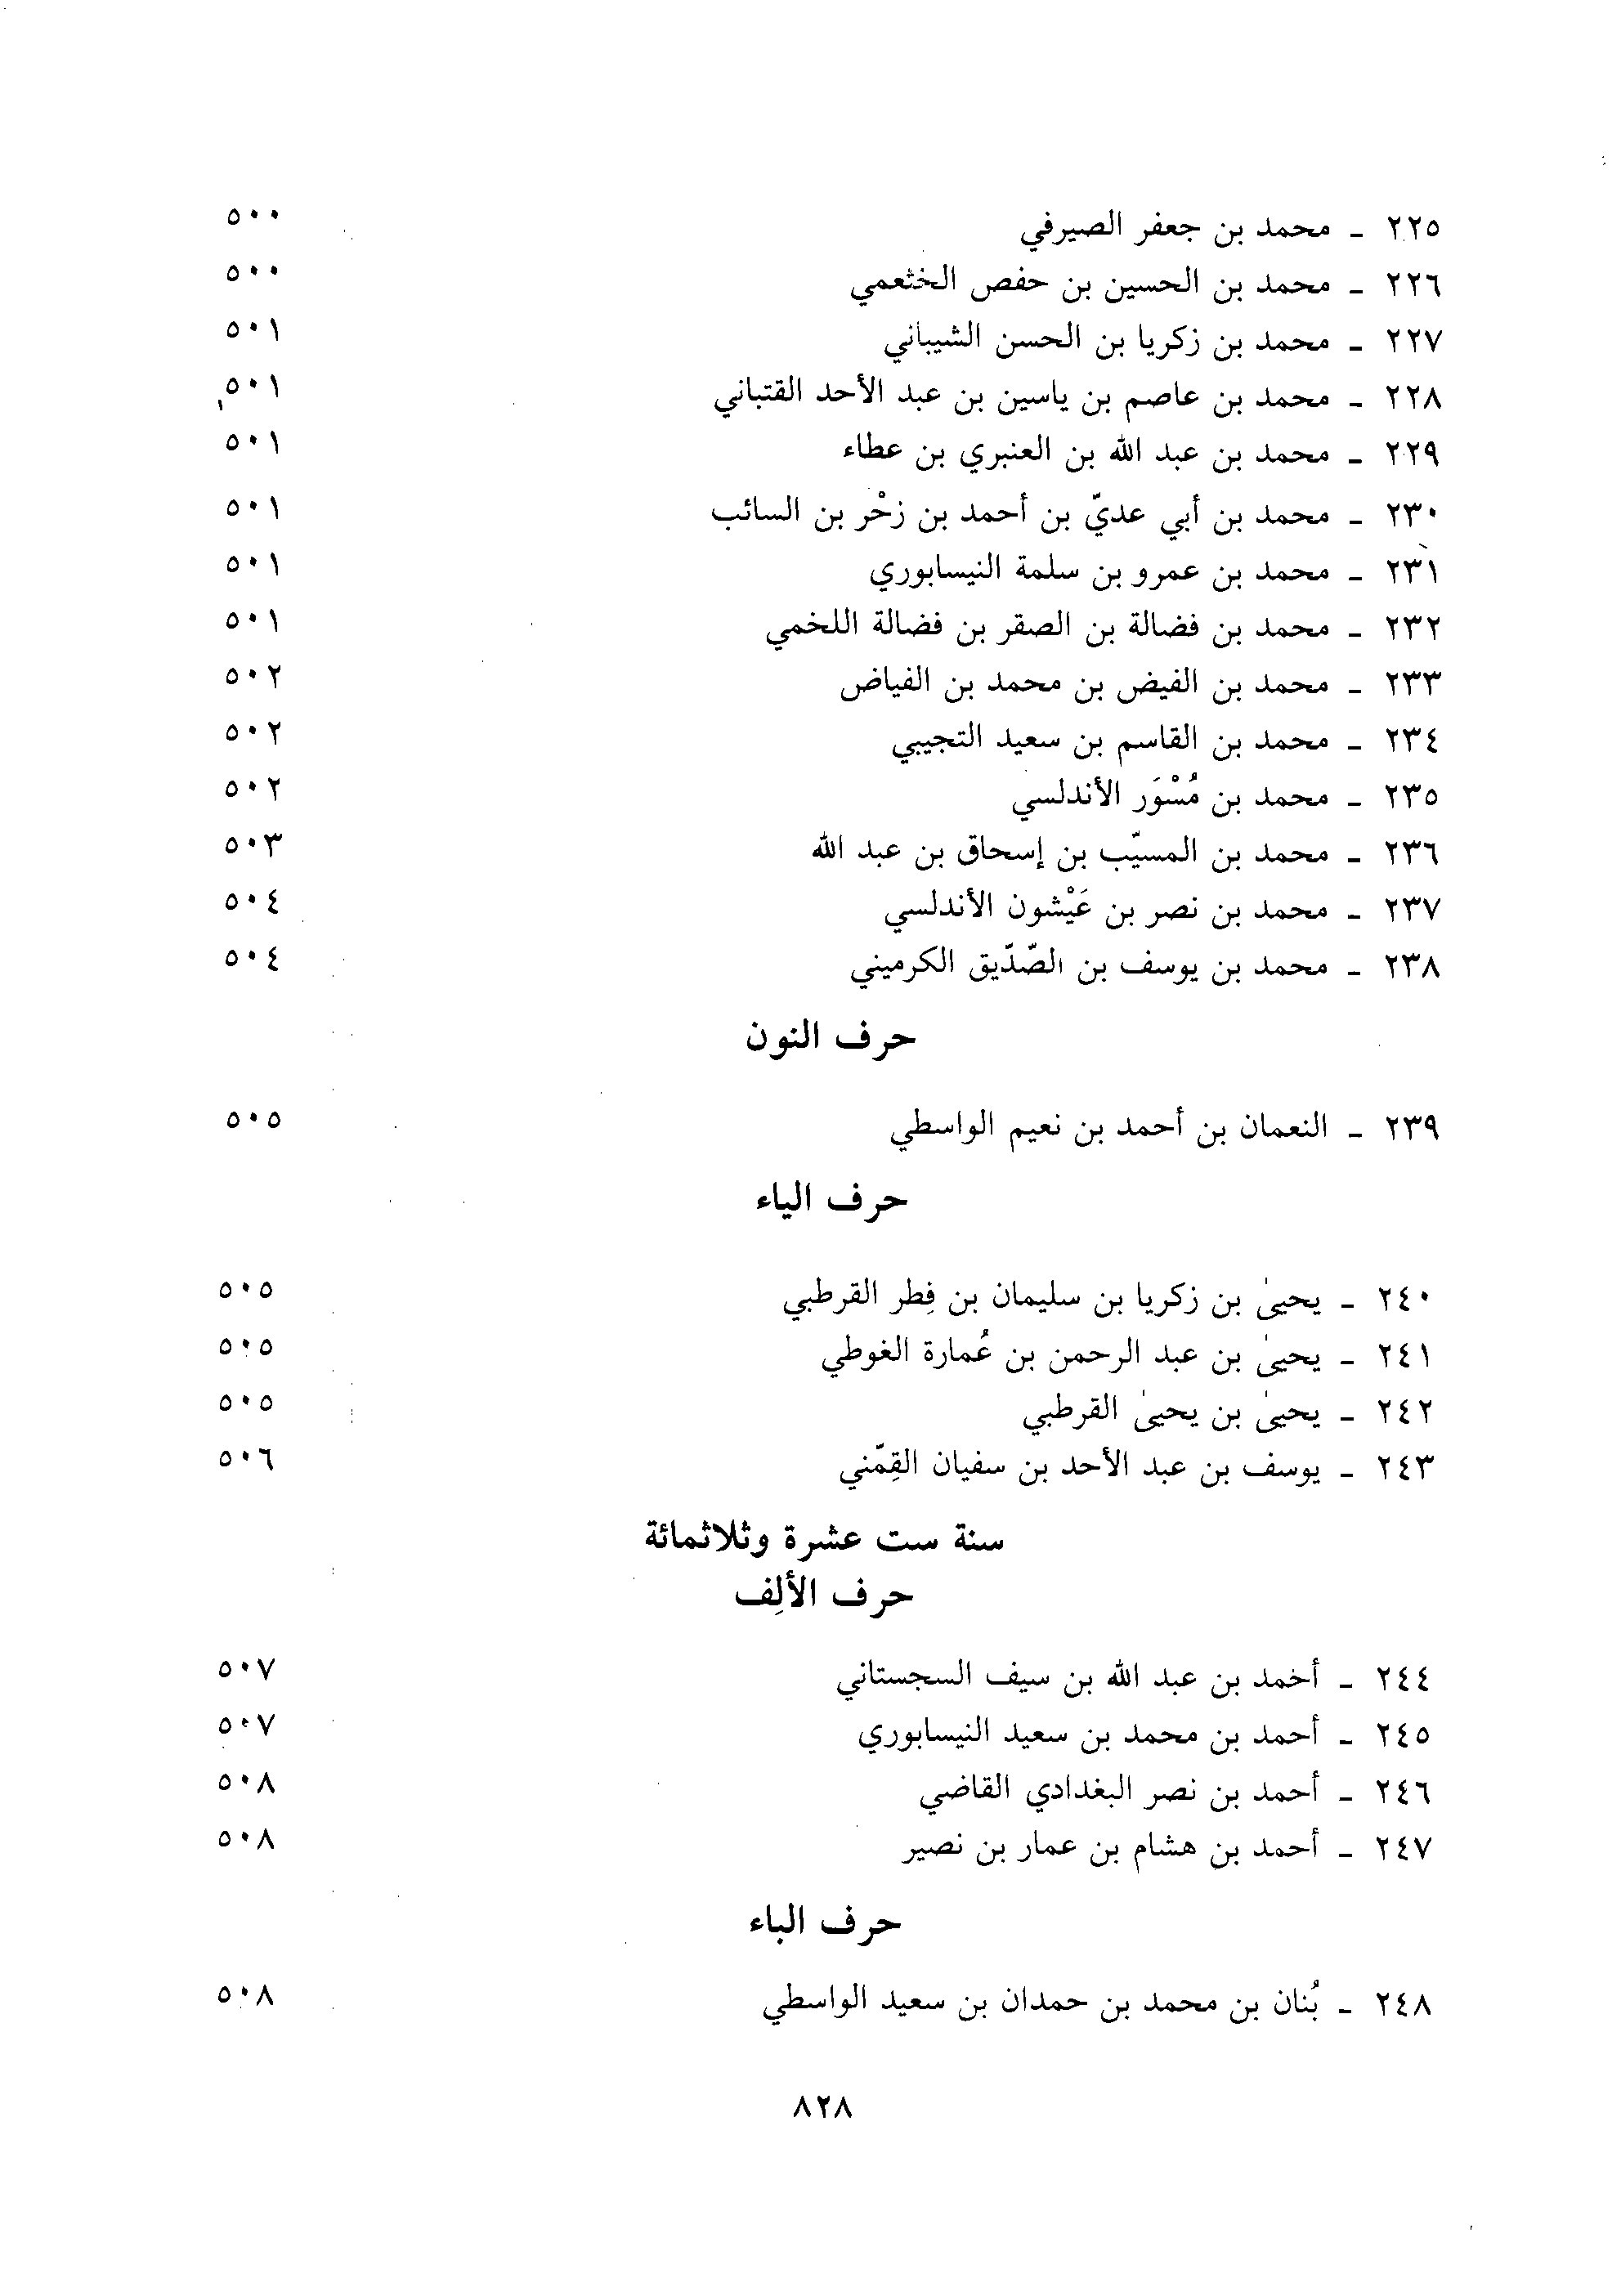 ٢٢٥ ـ محمد بن جعفر الصيرفي ٥٠٠
٢٢٦ ـ محمد بن الحسين بن حفص الخثعمي ٥٠٠
٢٢٧ ـ محمد بن زكريا بن الحسن الشيباني ٥٠١
٢٢٨ ـ محمد بن عاصم بن ياسين بن عبد الأحد القتباني ٥٠١
٢٢٩ ـ محمد بن عبد الله بن العنبري بن عطاء ٥٠١
٢٣٠ ـ محمد بن أبي عديّ بن أحمد بن زحْر بن السائب ٥٠١
٢٣١ ـ محمد بن عمرو بن سلمة النيسابوري ٥٠١
٢٣٢ ـ محمد بن فضالة بن الصقر بن فضالة اللخمي ٥٠١
٢٣٣ ـ محمد بن الفيض بن محمد بن الفياض ٥٠٢
٢٣٤ ـ محمد بن القاسم بن سعيد التجيبي ٥٠٢
٢٣٥ ـ محمد بن مُسْوَر الأندلسي ٥٠٢
٢٣٦ ـ محمد بن المسيّب بن إسحاق بن عبد الله ٥٠٣
٢٣٧ ـ محمد بن نصر بن عَيْشون الأندلسي ٥٠٤
٢٣٨ ـ محمد بن يوسف بن الصّدّيق الكرميني ٥٠٤
حرف النون
٢٣٩ ـ النعمان بن أحمد بن نعيم الواسطي ٥٠٥
حرف الياء
٢٤٠ ـ يحيىٰ بن زكريا بن سليمان بن فِطر القرطبي ٥٠٥
٢٤١ ـ يحيىٰ بن عبد الرحمن بن عُمارة الغوطي ٥٠٥
٢٤٢ ـ يحيىٰ بن يحيىٰ القرطبي ٥٠٥
٢٤٣ ـ يوسف بن عبد الأحد بن سفيان القِمّني ٥٠٦
سنة ست عشرة وثلاثمائة
حرف الألِف
٢٤٤ ـ أحمد بن عبد الله بن سيف السجستاني ٥٠٧
٢٤٥ ـ أحمد بن محمد بن سعيد النيسابوري ٥٠٧
٢٤٦ ـ أحمد بن نصر البغدادي القاضي ٥٠٨
٢٤٧ ـ أحمد بن هشام بن عمار بن نصير ٥٠٨
حرف الباء
٢٤٨ ـ بُنان بن محمد بن حمدان بن سعيد الواسطي ٥٠٨
٨٢٨